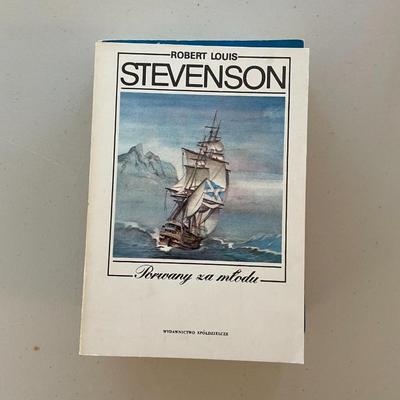 ROBERT LOUIS
STEVENSON
Porwany za młodu
WYDAWNICTWO SPÓŁDZIELCZE